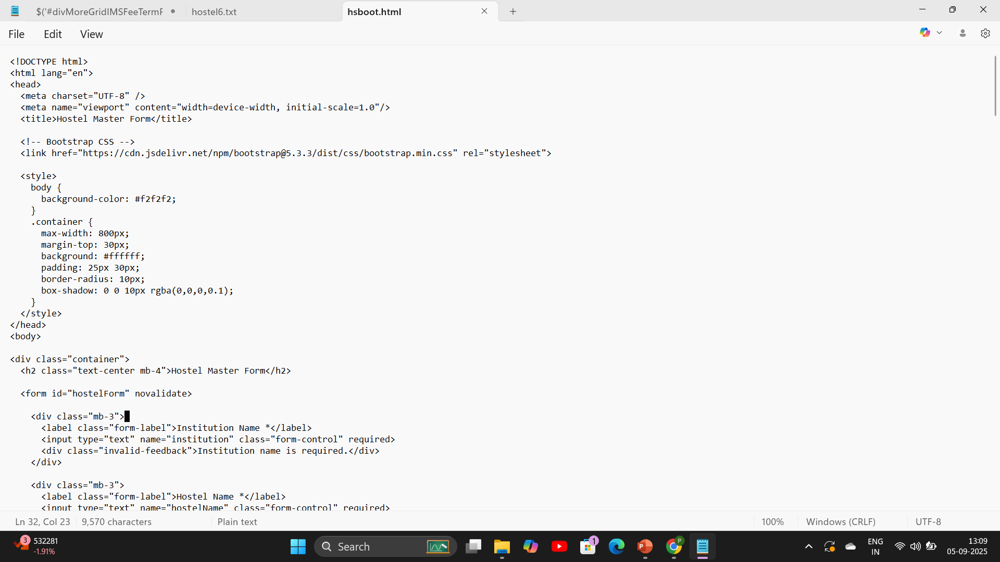 $('#divMoreGridIMSFeeTermF
hostel6.txt
hsboot.html
File Edit View
<!DOCTYPE html>
<html lang="en">
<head>
<meta charset="UTF-8" />
<meta name="viewport" content="width=device-width, initial-scale=1.0"/>
<title>Hostel Master Form</title>
<!-- Bootstrap CSS -->
<link href="https://cdn.jsdelivr.net/npm/bootstrap@5.3.3/dist/css/bootstrap.min.css" rel="stylesheet">
<style>
body {
background-color: #f2f2f2;
}
.container {
max-width: 800px;
margin-top: 30px;
background: #ffffff;
padding: 25px 30px;
border-radius: 10px;
box-shadow: 0 0 10px rgba(0,0,0,0.1);
}
</style>
</head>
<body>
<div class="container">
<h2 class="text-center mb-4">Hostel Master Form</h2>
<form id="hostelForm" novalidate>
<div class="mb-3">
<label class="form-label">Institution Name *</label>
<input type="text" name="institution" class="form-control" required>
<div class="invalid-feedback">Institution name is required.</div>
</div>
<div class="mb-3">
<label class="form-label">Hostel Name *</label>
<input type="text" name="hostelName" class="form-control" required>
Ln 32, Col 23 9,570 characters Plain text 100% Windows (CRLF) UTF-8
3
532281
-1.91%
Search
1
P
P
ENG
IN
13:09
05-09-2025